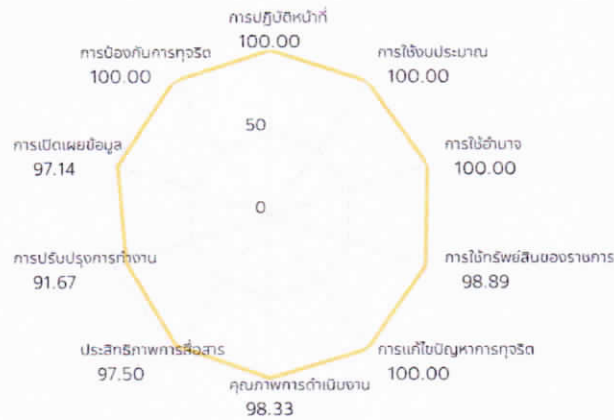 การปฏิบัติหน้าที่
100.00
การใช้งบประมาณ
100.00
การใช้อำนาจ
100.00
การใช้ทรัพย์สินของราชการ
98.89
การแก้ไขปัญหาการทุจริต
100.00
คุณภาพการดำเนินงาน
98.33
ประสิทธิภาพการสื่อสาร
97.50
การปรับปรุงการทำงาน
91.67
การเปิดเผยข้อมูล
97.14
การป้องกันการทุจริต
100.00
50
0